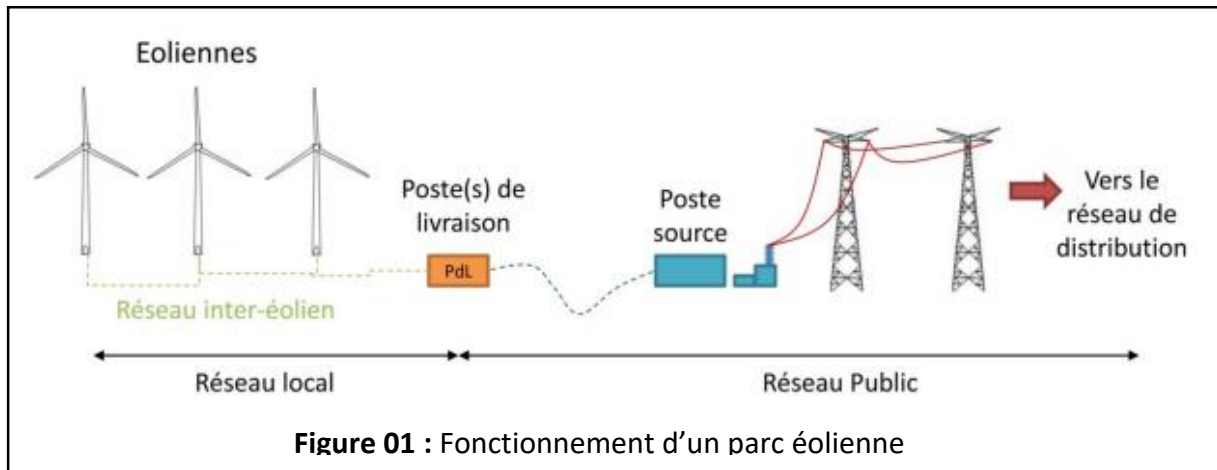 Eoliennes
Poste(s) de
livraison
PdL
Réseau inter-éolien
Poste
source
Vers le
réseau de
distribution
Réseau local
Réseau Public
Figure 01 : Fonctionnement d’un parc éolienne